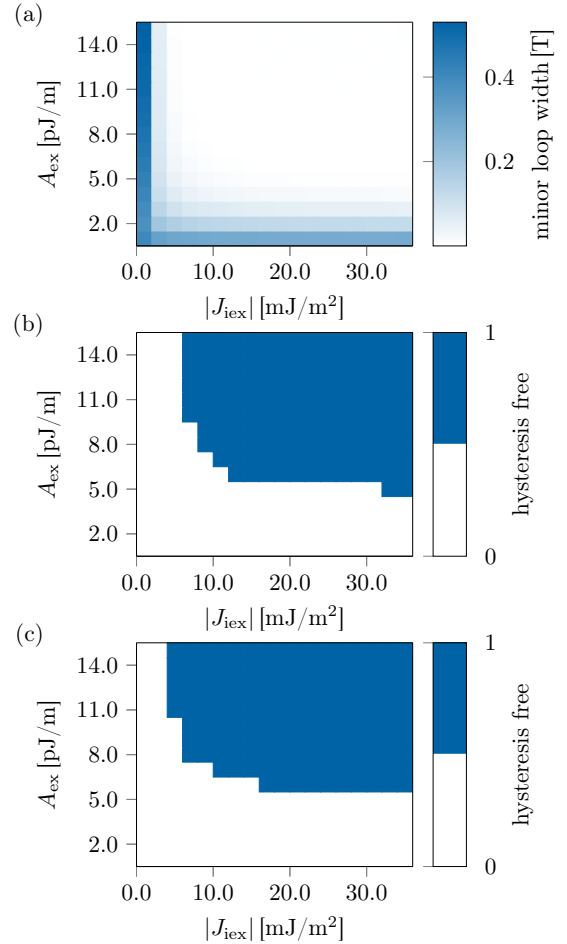 (a)
14.0
11.0
8.0
5.0
2.0
A_ex [pJ/m]
0.0 10.0 20.0 30.0
|J_iex| [mJ/m²]
0.4
0.2
minor loop width [T]
(b)
14.0
11.0
8.0
5.0
2.0
A_ex [pJ/m]
0.0 10.0 20.0 30.0
|J_iex| [mJ/m²]
1
0
hysteresis free
(c)
14.0
11.0
8.0
5.0
2.0
A_ex [pJ/m]
0.0 10.0 20.0 30.0
|J_iex| [mJ/m²]
1
0
hysteresis free